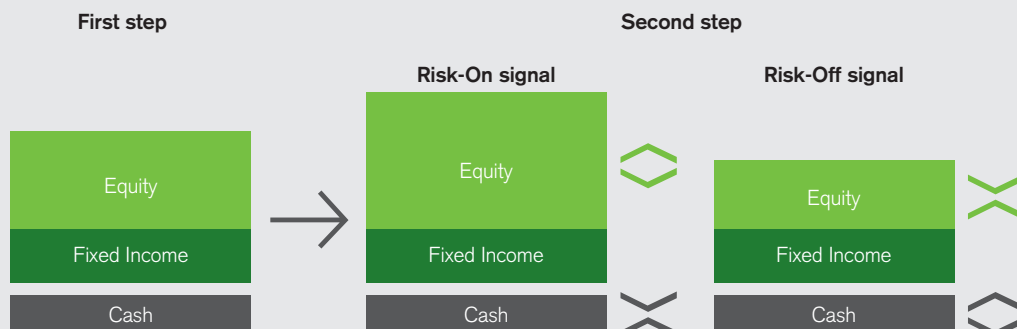 First step
Second step
Risk-On signal
Risk-Off signal
Equity
Equity
Equity
Fixed Income
Fixed Income
Fixed Income
Cash
Cash
Cash